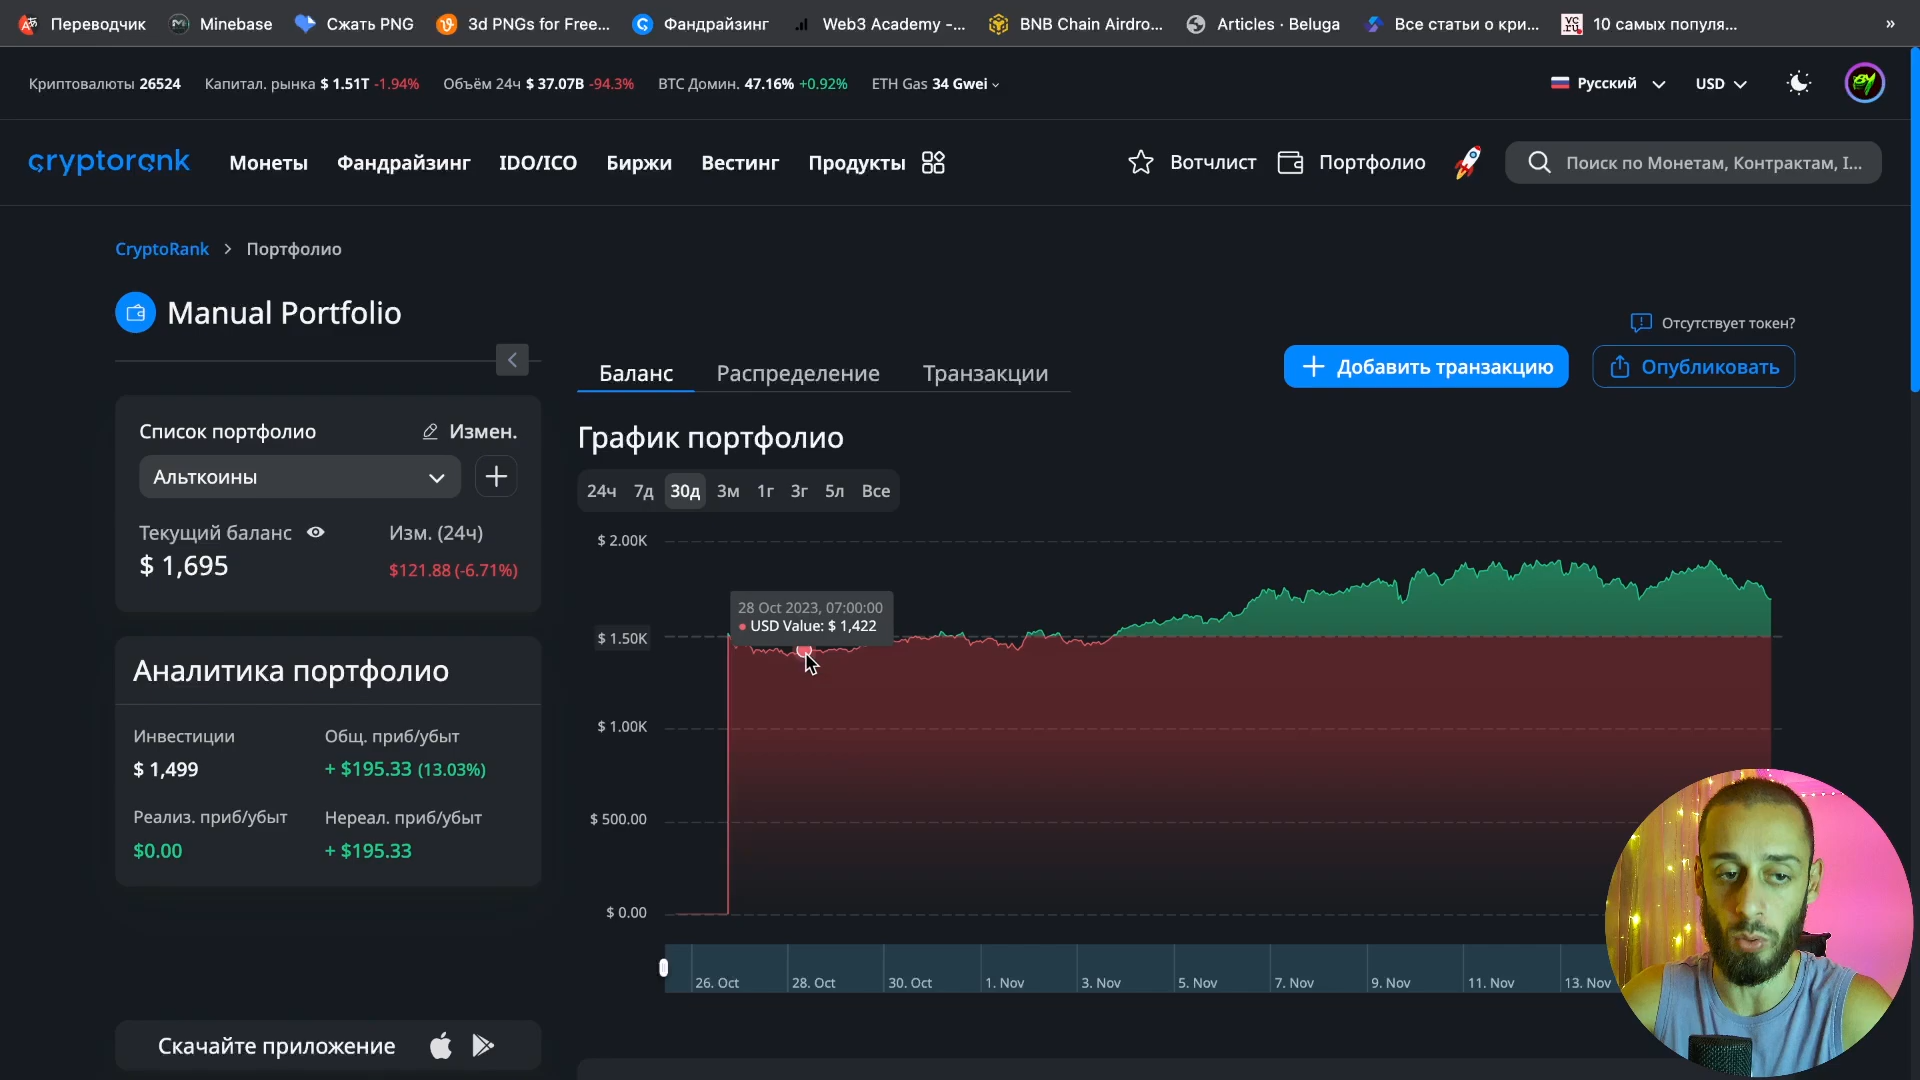 Переводчик
Minebase
Сжать PNG
3d PNGs for Free...
Фандрайзинг
Web3 Academy -...
BNB Chain Airdro...
Articles · Beluga
Все статьи о кри...
10 самых популя...
»
Криптовалюты 26524
Капитал. рынка $ 1.51T -1.94%
Объём 24ч $ 37.07B -94.3%
BTC Домин. 47.16% +0.92%
ETH Gas 34 Gwei
Русский
USD
cryptorank
Монеты
Фандрайзинг
IDO/ICO
Биржи
Вестинг
Продукты
Вотчлист
Портфолио
Поиск по Монетам, Контрактам, I...
CryptoRank > Портфолио
Manual Portfolio
Отсутствует токен?
Баланс
Распределение
Транзакции
+ Добавить транзакцию
Опубликовать
Список портфолио
Измен.
Альткоины
+
Текущий баланс
Изм. (24ч)
$ 1,695
$121.88 (-6.71%)
Аналитика портфолио
Инвестиции
Общ. приб/убыт
$ 1,499
+ $195.33 (13.03%)
Реализ. приб/убыт
Нереал. приб/убыт
$0.00
+ $195.33
Скачайте приложение
График портфолио
24ч
7д
30д
3м
1г
3г
5л
Все
$ 2.00K
$ 1.50K
$ 1.00K
$ 500.00
$ 0.00
28 Oct 2023, 07:00:00
USD Value: $ 1,422
26. Oct
28. Oct
30. Oct
1. Nov
3. Nov
5. Nov
7. Nov
9. Nov
11. Nov
13. Nov